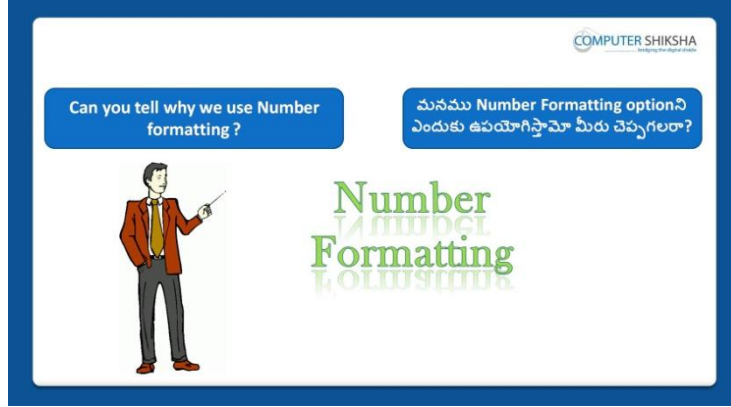 COMPUTER SHIKSHA
Bridging the digital divide
Can you tell why we use Number
formatting ?
మనము Number Formatting optionని
ఎందుకు ఉపయోగిస్తామో మీరు చెప్పగలరా?
Number
Formatting